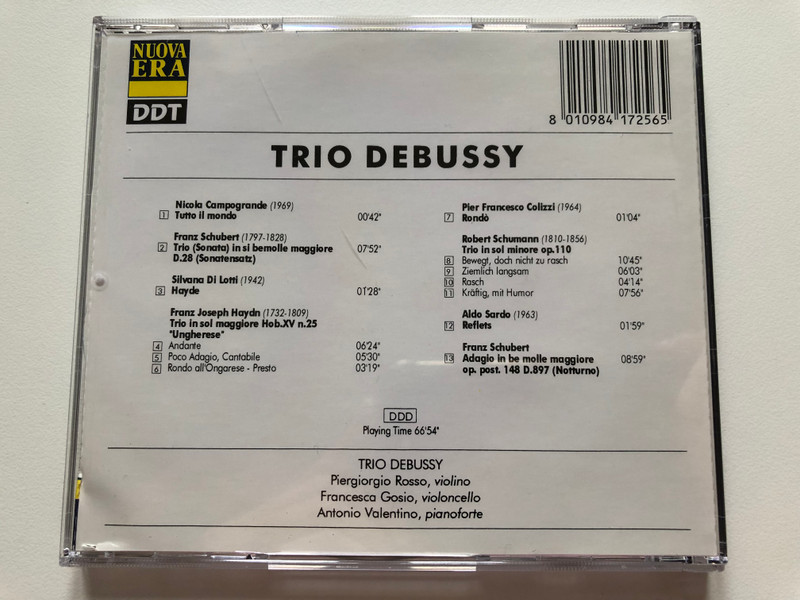 NUOVA
ERA
DDT
8 010984 172565
TRIO DEBUSSY
Nicola Campogrande (1969)
1 Tutto il mondo 00'42"
Franz Schubert (1797-1828)
2 Trio (Sonata) in si bemolle maggiore 07'52"
D.28 (Sonatensatz)
Silvana Di Lotti (1942)
3 Hayde 01'28"
Franz Joseph Haydn (1732-1809)
Trio in sol maggiore Hob.XV n.25
"Ungherese"
4 Andante 06'24"
5 Poco Adagio, Cantabile 05'30"
6 Rondo all'Ongarese - Presto 03'19"
Pier Francesco Colizzi (1964)
7 Rondò 01'04"
Robert Schumann (1810-1856)
Trio in sol minore op.110
8 Bewegt, doch nicht zu rasch 10'45"
9 Ziemlich langsam 06'03"
10 Rasch 04'14"
11 Kräftig, mit Humor 07'56"
Aldo Sardo (1963)
12 Reflets 01'59"
Franz Schubert
13 Adagio in be molle maggiore 08'59"
op. post. 148 D.897 (Notturno)
DDD
Playing Time 66'54"
TRIO DEBUSSY
Piergiorgio Rosso, violino
Francesca Gosio, violoncello
Antonio Valentino, pianoforte